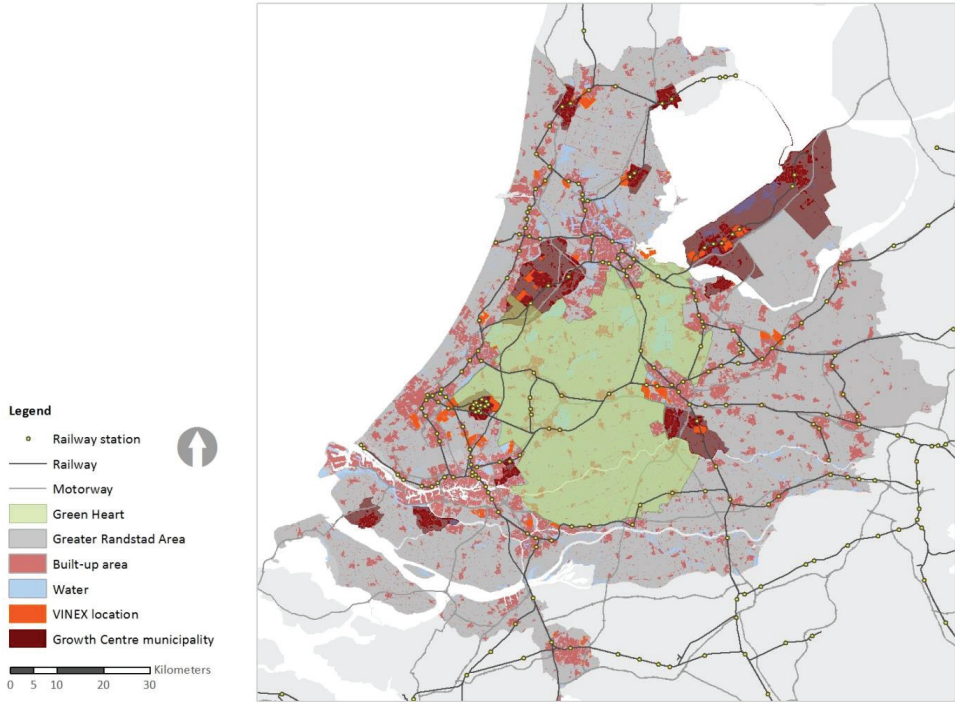 Legend
Railway station
Railway
Motorway
Green Heart
Greater Randstad Area
Built-up area
Water
VINEX location
Growth Centre municipality
Kilometers
0 5 10 20 30